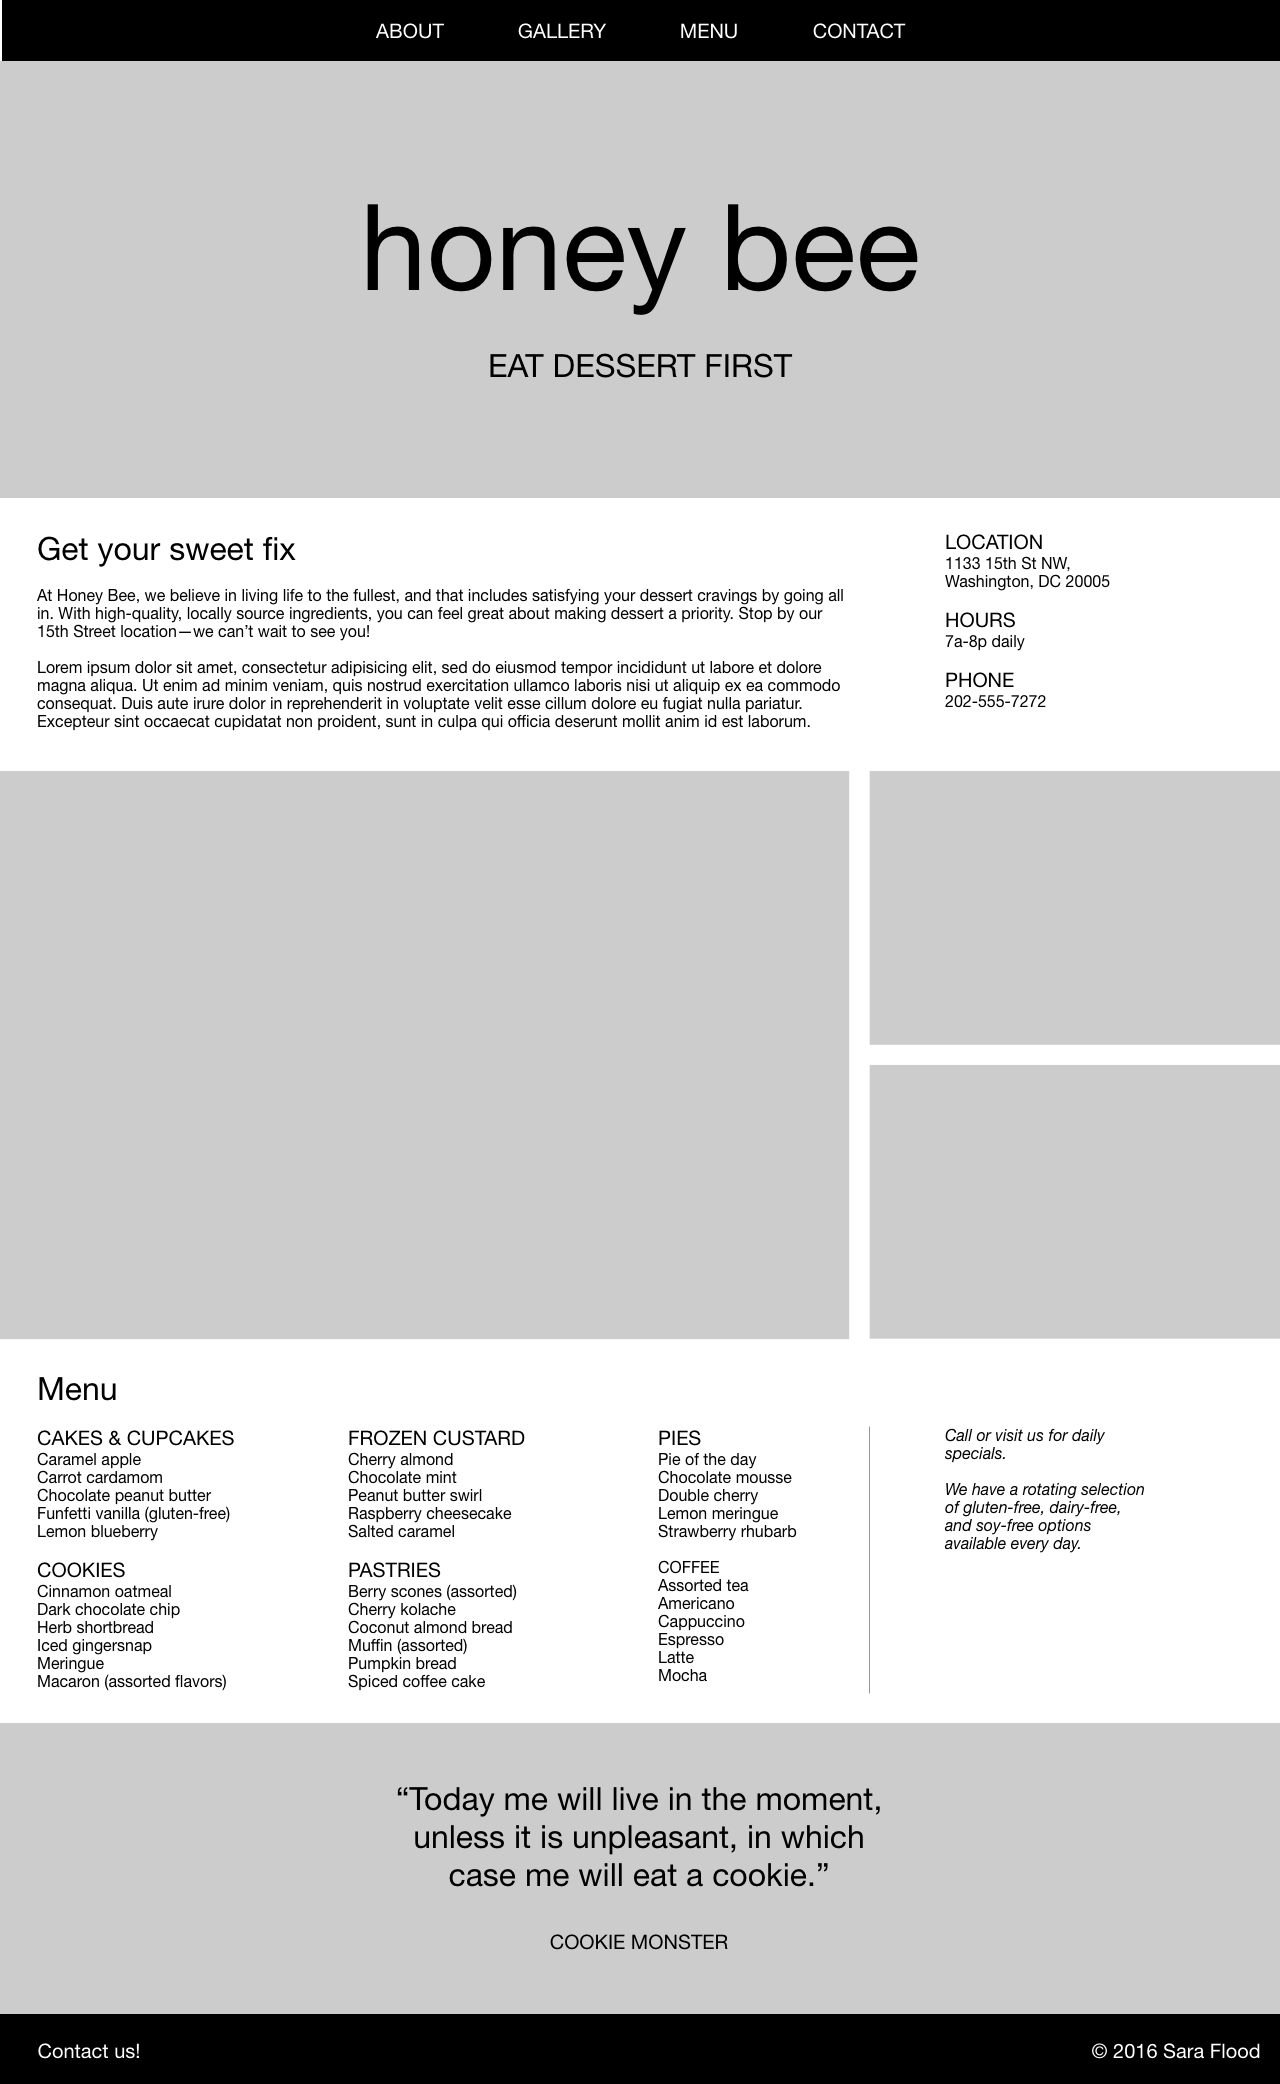 ABOUT GALLERY MENU CONTACT
honey bee
EAT DESSERT FIRST
Get your sweet fix
At Honey Bee, we believe in living life to the fullest, and that includes satisfying your dessert cravings by going all
in. With high-quality, locally source ingredients, you can feel great about making dessert a priority. Stop by our
15th Street location—we can’t wait to see you!
Lorem ipsum dolor sit amet, consectetur adipisicing elit, sed do eiusmod tempor incididunt ut labore et dolore
magna aliqua. Ut enim ad minim veniam, quis nostrud exercitation ullamco laboris nisi ut aliquip ex ea commodo
consequat. Duis aute irure dolor in reprehenderit in voluptate velit esse cillum dolore eu fugiat nulla pariatur.
Excepteur sint occaecat cupidatat non proident, sunt in culpa qui officia deserunt mollit anim id est laborum.
LOCATION
1133 15th St NW,
Washington, DC 20005
HOURS
7a-8p daily
PHONE
202-555-7272
Menu
CAKES & CUPCAKES
Caramel apple
Carrot cardamom
Chocolate peanut butter
Funfetti vanilla (gluten-free)
Lemon blueberry
COOKIES
Cinnamon oatmeal
Dark chocolate chip
Herb shortbread
Iced gingersnap
Meringue
Macaron (assorted flavors)
FROZEN CUSTARD
Cherry almond
Chocolate mint
Peanut butter swirl
Raspberry cheesecake
Salted caramel
PASTRIES
Berry scones (assorted)
Cherry kolache
Coconut almond bread
Muffin (assorted)
Pumpkin bread
Spiced coffee cake
PIES
Pie of the day
Chocolate mousse
Double cherry
Lemon meringue
Strawberry rhubarb
COFFEE
Assorted tea
Americano
Cappuccino
Espresso
Latte
Mocha
Call or visit us for daily
specials.
We have a rotating selection
of gluten-free, dairy-free,
and soy-free options
available every day.
“Today me will live in the moment,
unless it is unpleasant, in which
case me will eat a cookie.”
COOKIE MONSTER
Contact us!
© 2016 Sara Flood